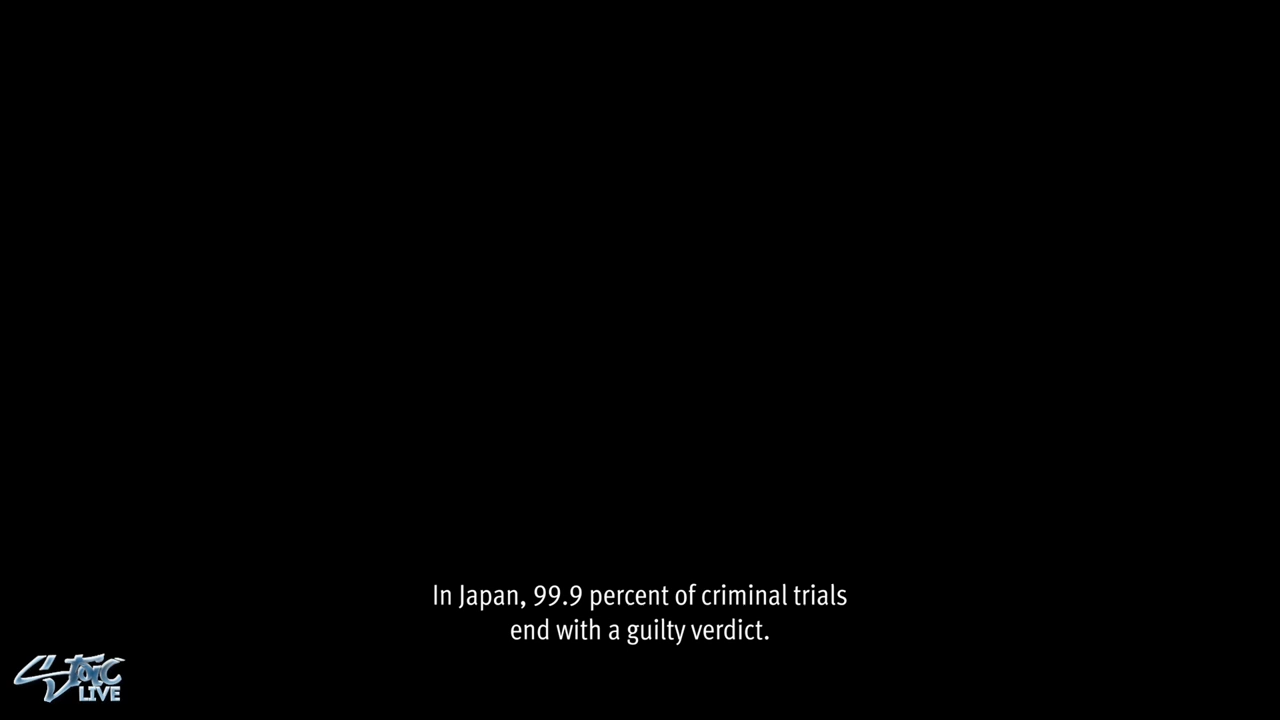 In Japan, 99.9 percent of criminal trials
end with a guilty verdict.
LIVE